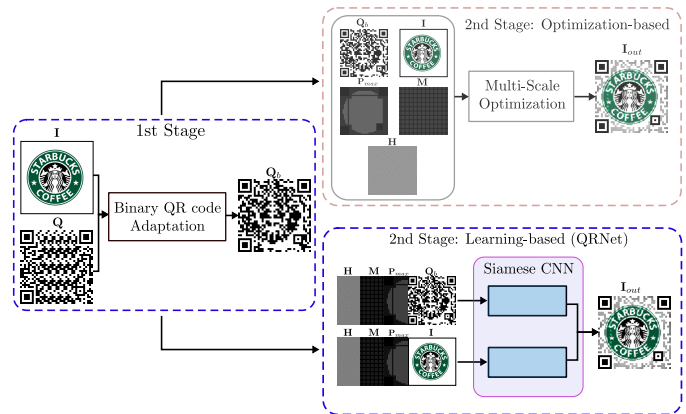 1st Stage
I
STARBUCKS
COFFEE
Q
Binary QR code
Adaptation
Q_b
2nd Stage: Optimization-based
Q_b I
STARBUCKS
COFFEE
P_max M
H
Multi-Scale
Optimization
I_out
STARBUCKS
COFFEE
2nd Stage: Learning-based (QRNet)
H M P_max Q_b
H M P_max I
STARBUCKS
COFFEE
Siamese CNN
I_out
STARBUCKS
COFFEE